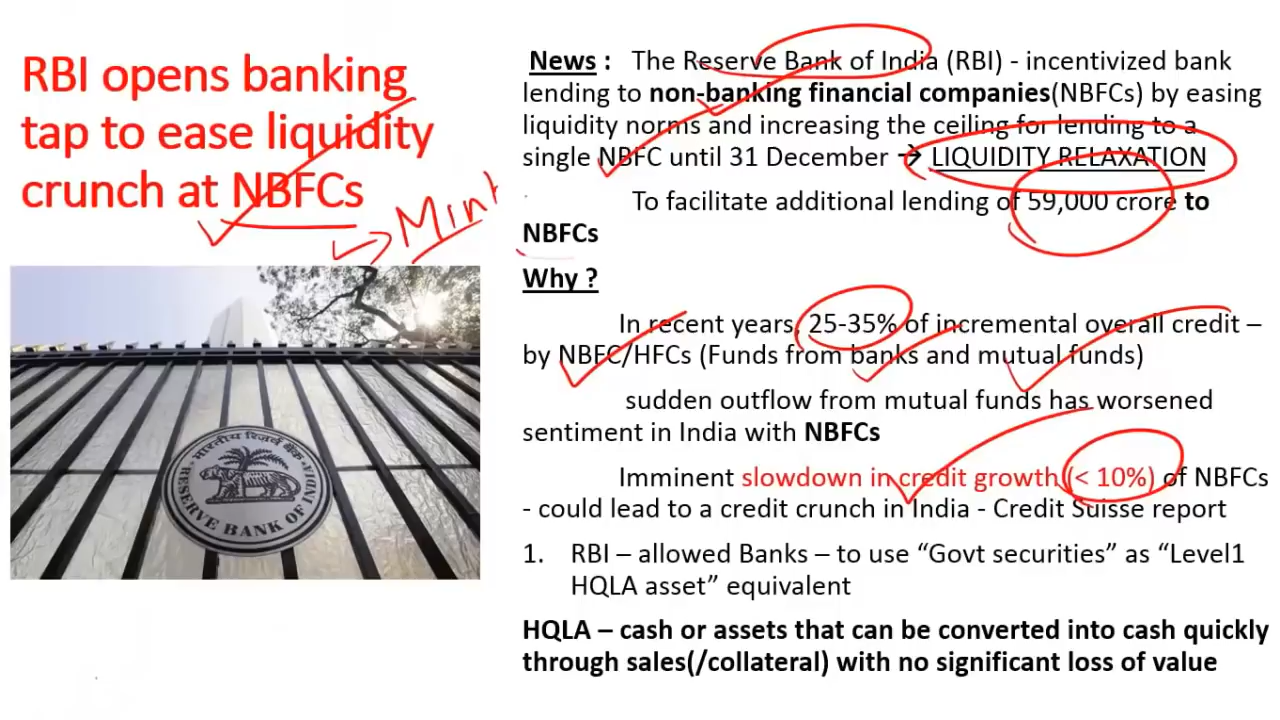 RBI opens banking
tap to ease liquidity
crunch at NBFCs
Mint
भारतीय रिज़र्व बैंक
RESERVE BANK OF INDIA
News : The Reserve Bank of India (RBI) - incentivized bank
lending to non-banking financial companies(NBFCs) by easing
liquidity norms and increasing the ceiling for lending to a
single NBFC until 31 December → LIQUIDITY RELAXATION
To facilitate additional lending of 59,000 crore to
NBFCs
Why ?
In recent years, 25-35% of incremental overall credit –
by NBFC/HFCs (Funds from banks and mutual funds)
sudden outflow from mutual funds has worsened
sentiment in India with NBFCs
Imminent slowdown in credit growth (< 10%) of NBFCs
- could lead to a credit crunch in India - Credit Suisse report
1. RBI – allowed Banks – to use “Govt securities” as “Level1
HQLA asset” equivalent
HQLA – cash or assets that can be converted into cash quickly
through sales(/collateral) with no significant loss of value